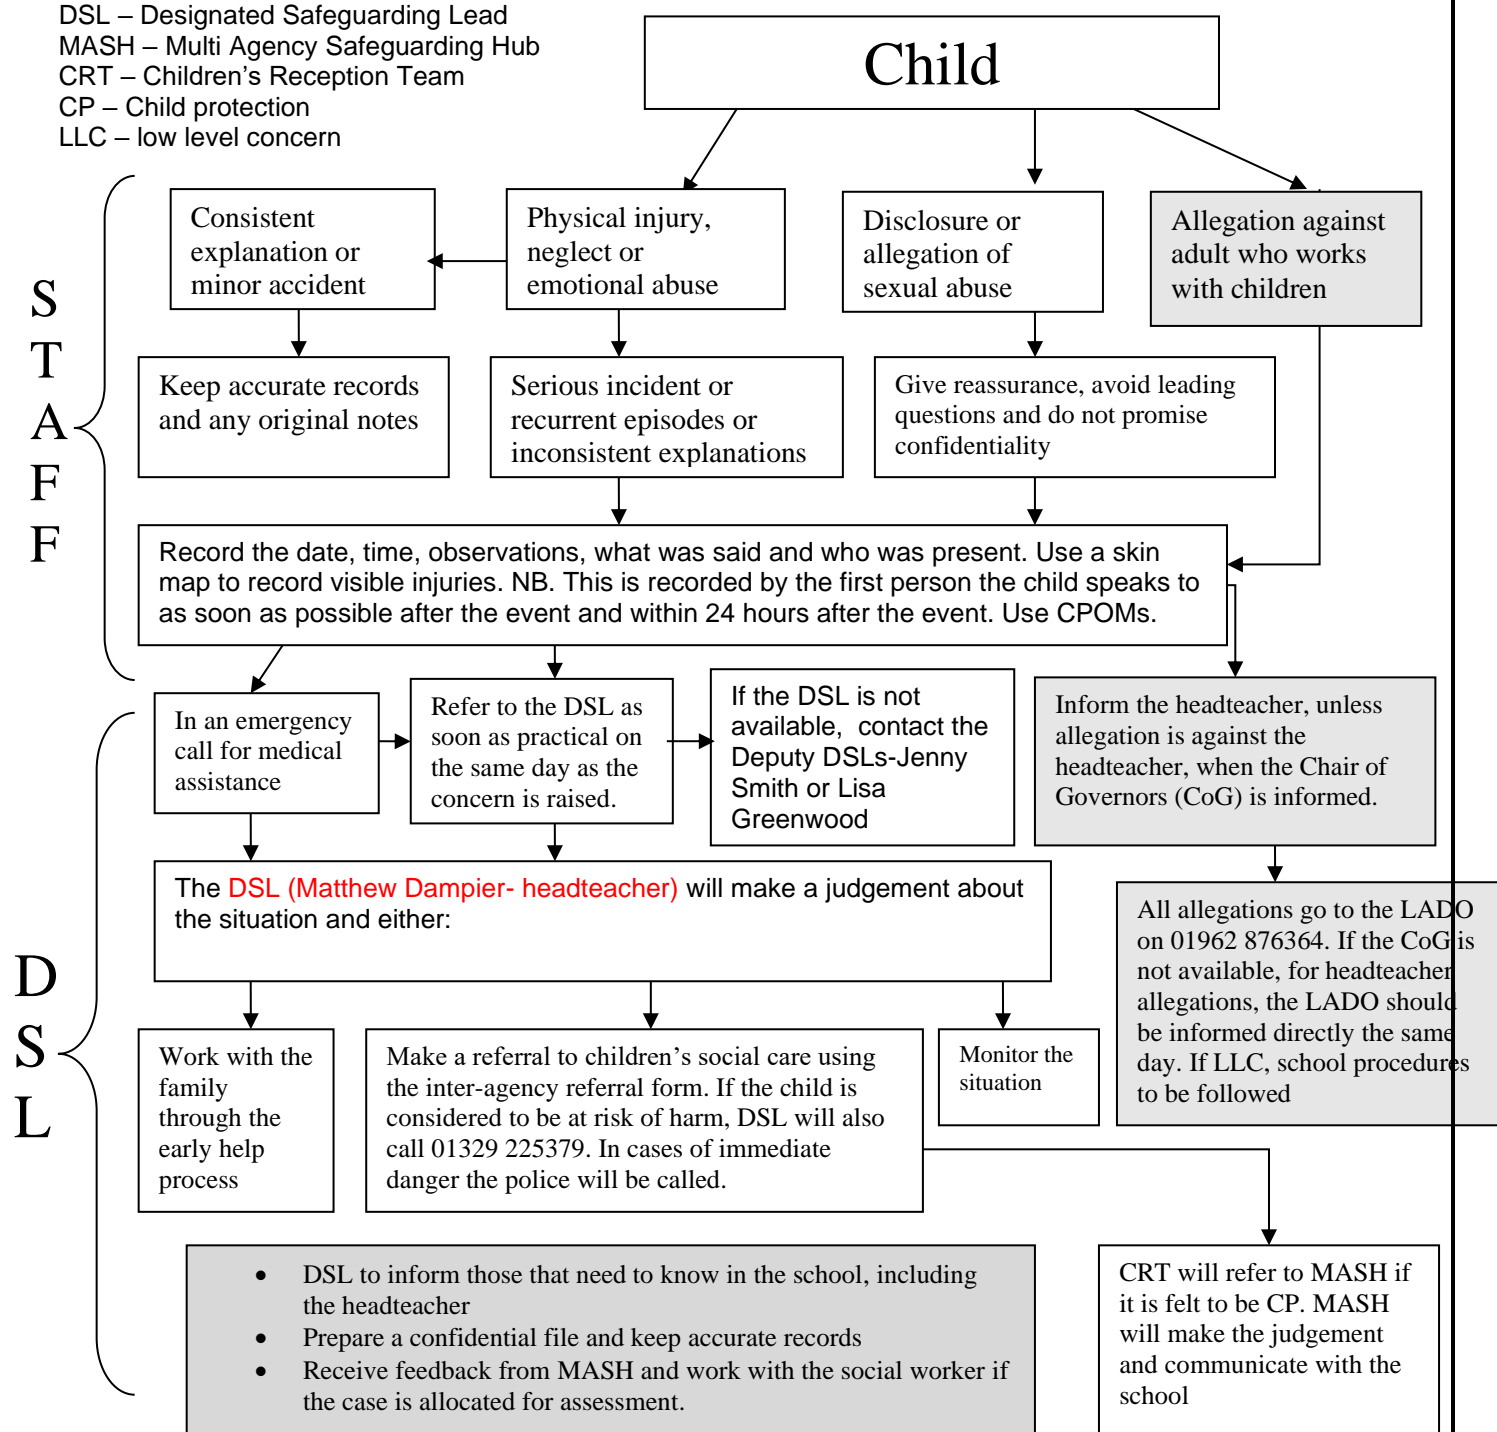 DSL – Designated Safeguarding Lead
MASH – Multi Agency Safeguarding Hub
CRT – Children's Reception Team
CP – Child protection
LLC – low level concern
Child
S
T
A
F
F
Consistent
explanation or
minor accident
Physical injury,
neglect or
emotional abuse
Disclosure or
allegation of
sexual abuse
Allegation against
adult who works
with children
Keep accurate records
and any original notes
Serious incident or
recurrent episodes or
inconsistent explanations
Give reassurance, avoid leading
questions and do not promise
confidentiality
Record the date, time, observations, what was said and who was present. Use a skin
map to record visible injuries. NB. This is recorded by the first person the child speaks to
as soon as possible after the event and within 24 hours after the event. Use CPOMs.
D
S
L
In an emergency
call for medical
assistance
Refer to the DSL as
soon as practical on
the same day as the
concern is raised.
If the DSL is not
available,  contact the
Deputy DSLs-Jenny
Smith or Lisa
Greenwood
Inform the headteacher, unless
allegation is against the
headteacher, when the Chair of
Governors (CoG) is informed.
The DSL (Matthew Dampier- headteacher) will make a judgement about
the situation and either:
All allegations go to the LADO
on 01962 876364. If the CoG is
not available, for headteacher
allegations, the LADO should
be informed directly the same
day. If LLC, school procedures
to be followed
Work with the
family
through the
early help
process
Make a referral to children's social care using
the inter-agency referral form. If the child is
considered to be at risk of harm, DSL will also
call 01329 225379. In cases of immediate
danger the police will be called.
Monitor the
situation
• DSL to inform those that need to know in the school, including
the headteacher
• Prepare a confidential file and keep accurate records
• Receive feedback from MASH and work with the social worker if
the case is allocated for assessment.
CRT will refer to MASH if
it is felt to be CP. MASH
will make the judgement
and communicate with the
school